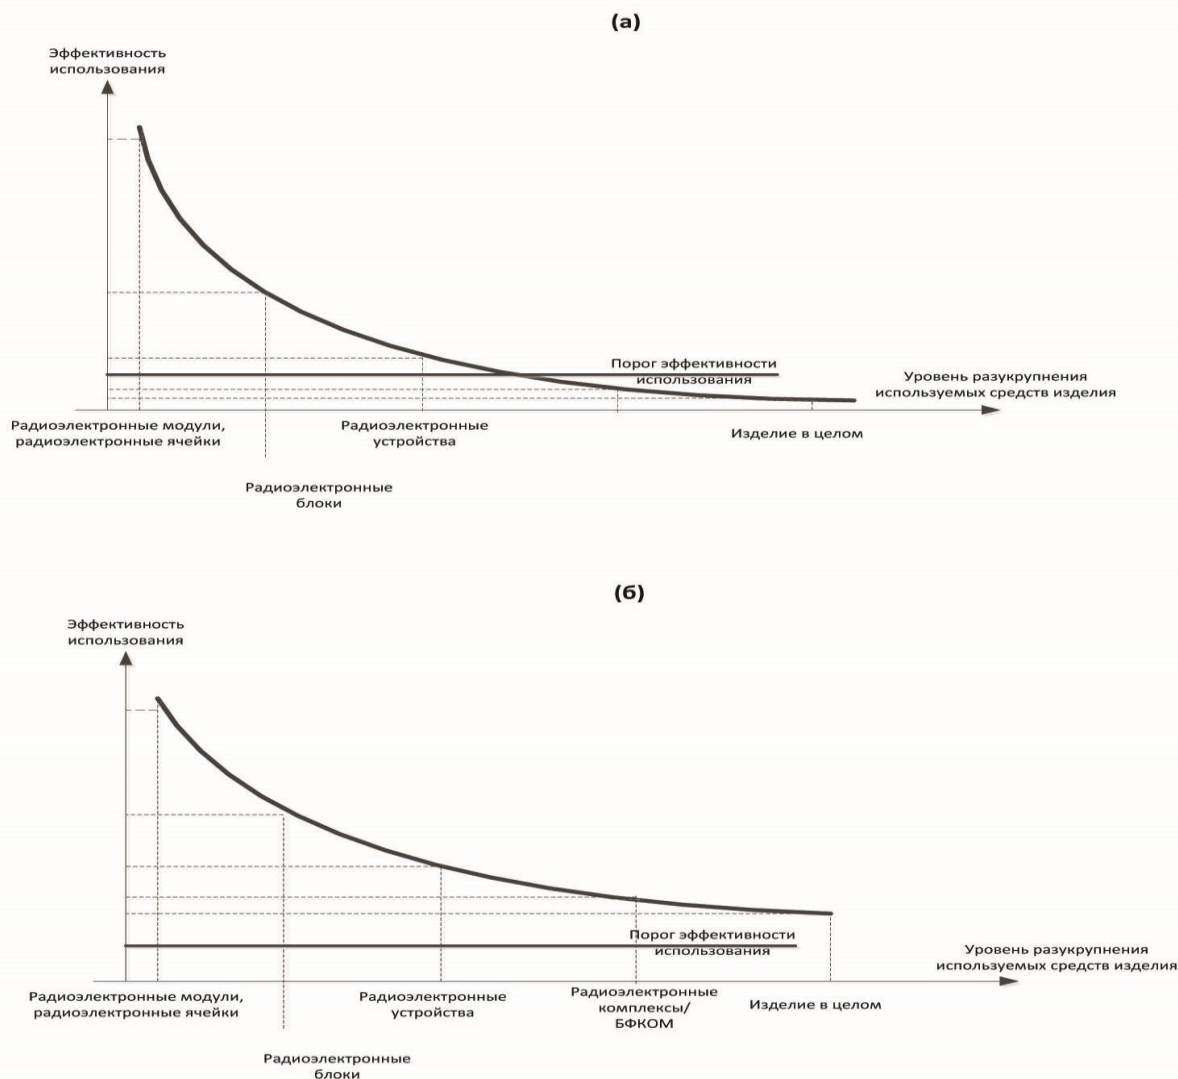 (а)
Эффективность
использования
Порог эффективности
использования
Уровень разукрупнения
используемых средств изделия
Радиоэлектронные модули,
радиоэлектронные ячейки
Радиоэлектронные
устройства
Изделие в целом
Радиоэлектронные
блоки
(б)
Эффективность
использования
Порог эффективности
использования
Уровень разукрупнения
используемых средств изделия
Радиоэлектронные модули,
радиоэлектронные ячейки
Радиоэлектронные
устройства
Радиоэлектронные
комплексы/
БФКОМ
Изделие в целом
Радиоэлектронные
блоки